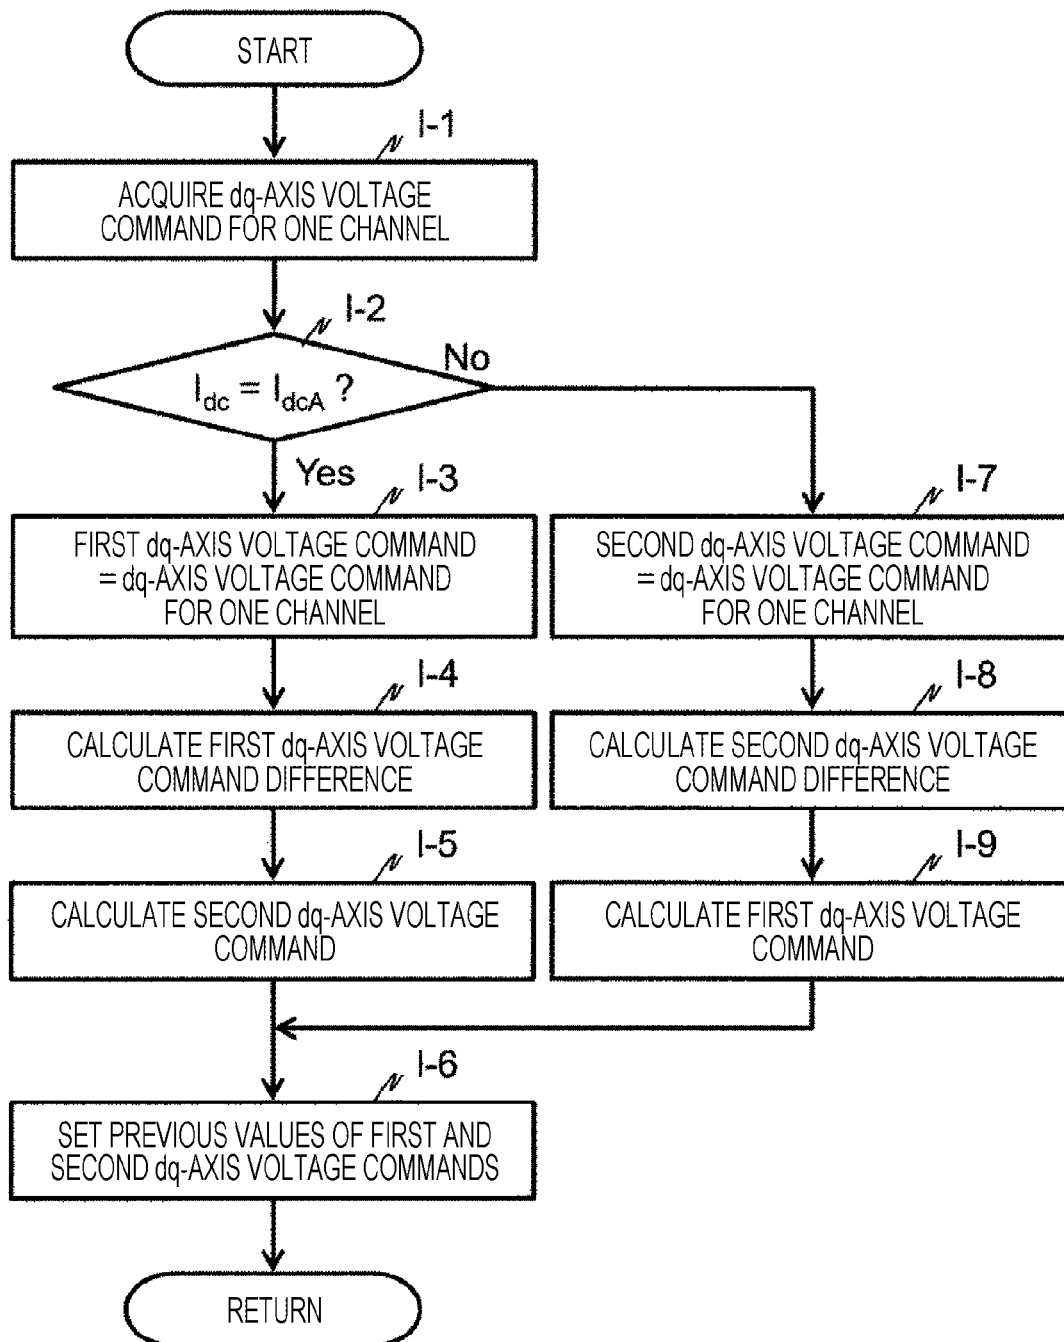 START
I-1
ACQUIRE dq-AXIS VOLTAGE
COMMAND FOR ONE CHANNEL
I-2
I_dc = I_dcA ?
No
Yes
I-3
FIRST dq-AXIS VOLTAGE COMMAND
= dq-AXIS VOLTAGE COMMAND
FOR ONE CHANNEL
I-4
CALCULATE FIRST dq-AXIS VOLTAGE
COMMAND DIFFERENCE
I-5
CALCULATE SECOND dq-AXIS VOLTAGE
COMMAND
I-7
SECOND dq-AXIS VOLTAGE COMMAND
= dq-AXIS VOLTAGE COMMAND
FOR ONE CHANNEL
I-8
CALCULATE SECOND dq-AXIS VOLTAGE
COMMAND DIFFERENCE
I-9
CALCULATE FIRST dq-AXIS VOLTAGE
COMMAND
I-6
SET PREVIOUS VALUES OF FIRST AND
SECOND dq-AXIS VOLTAGE COMMANDS
RETURN